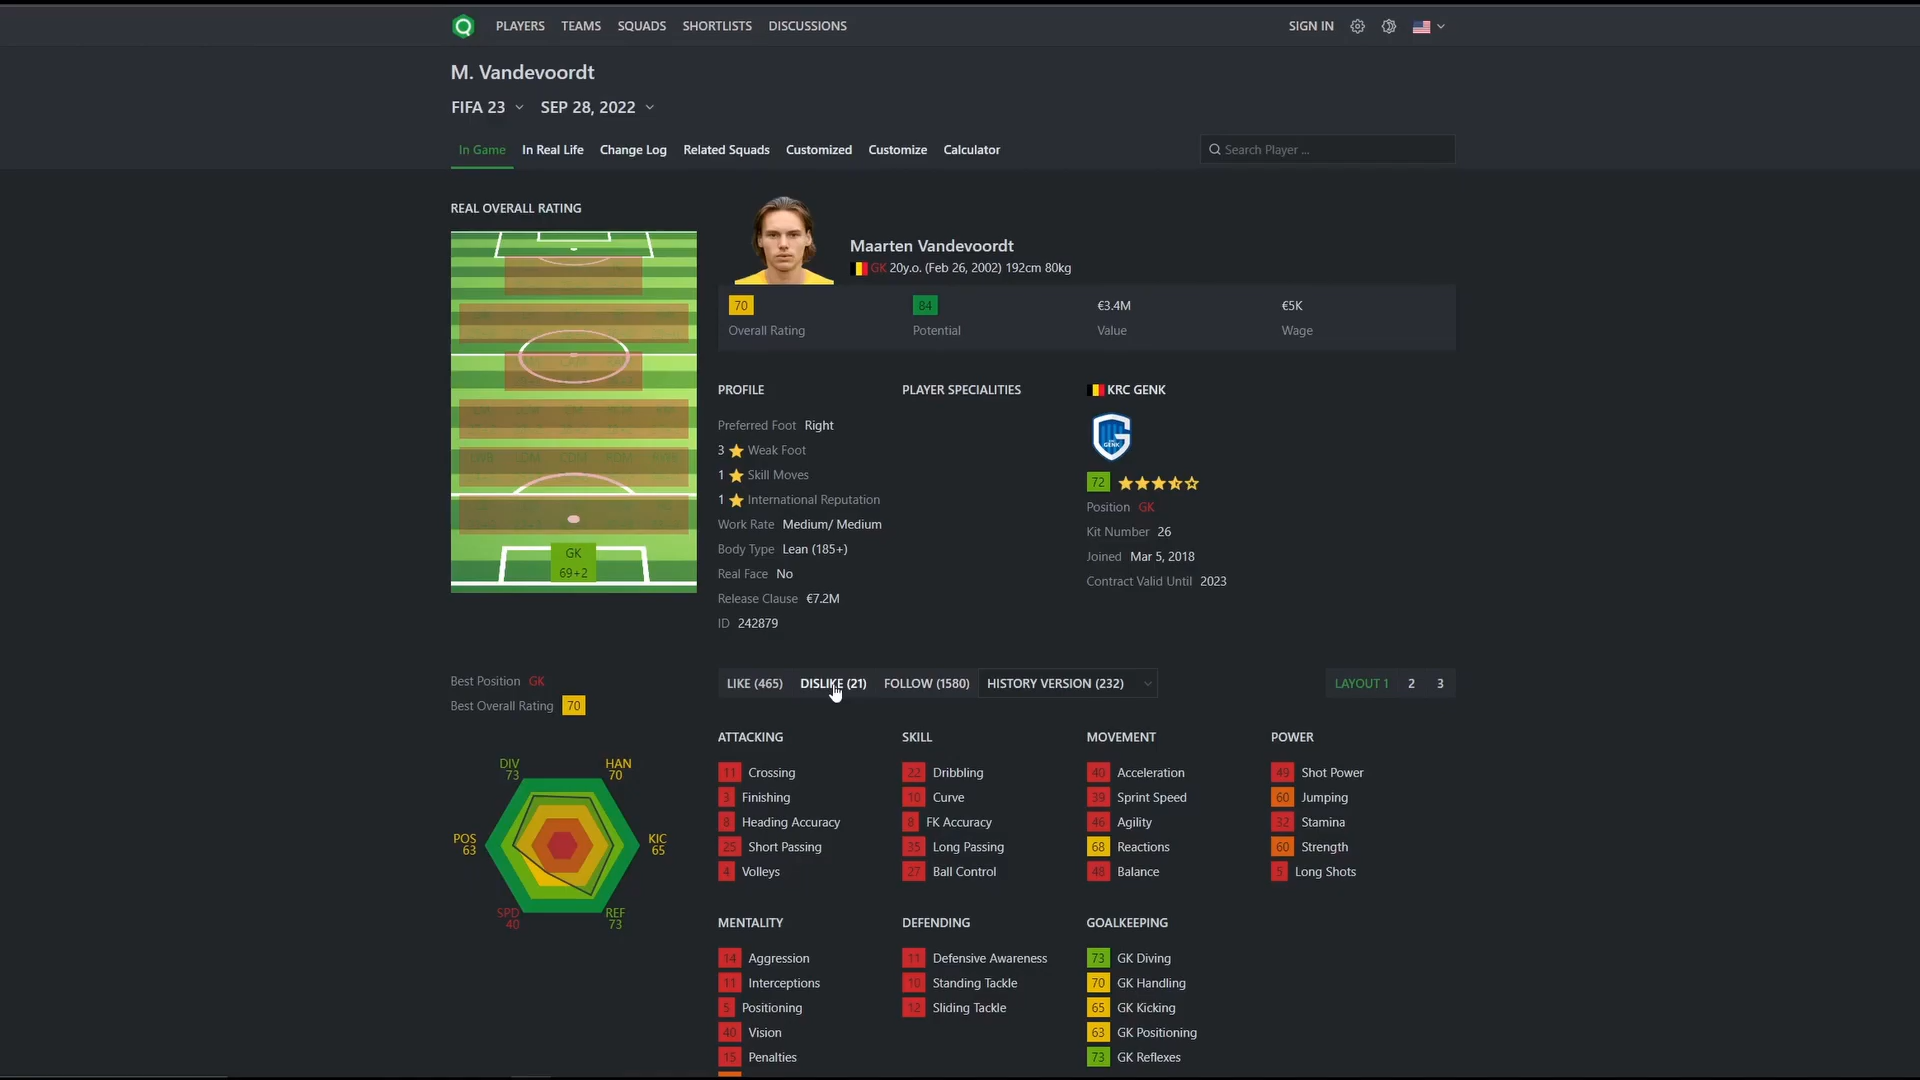 PLAYERS TEAMS SQUADS SHORTLISTS DISCUSSIONS SIGN IN
M. Vandevoordt
FIFA 23 SEP 28, 2022
In Game In Real Life Change Log Related Squads Customized Customize Calculator Search Player ...
REAL OVERALL RATING
Maarten Vandevoordt
GK 20y.o. (Feb 26, 2002) 192cm 80kg
70 84 €3.4M €5K
Overall Rating Potential Value Wage
PROFILE
Preferred Foot Right
3 Weak Foot
1 Skill Moves
1 International Reputation
Work Rate Medium/ Medium
Body Type Lean (185+)
Real Face No
Release Clause €7.2M
ID 242879
PLAYER SPECIALITIES
KRC GENK
GENK
72
Position GK
Kit Number 26
Joined Mar 5, 2018
Contract Valid Until 2023
GK
69+2
Best Position GK
Best Overall Rating 70
LIKE (465) DISLIKE (21) FOLLOW (1580) HISTORY VERSION (232) LAYOUT 1 2 3
DIV
73
HAN
70
POS
63
KIC
65
SPD
40
REF
73
ATTACKING
11 Crossing
3 Finishing
8 Heading Accuracy
25 Short Passing
4 Volleys
SKILL
22 Dribbling
10 Curve
8 FK Accuracy
35 Long Passing
27 Ball Control
MOVEMENT
40 Acceleration
39 Sprint Speed
46 Agility
68 Reactions
48 Balance
POWER
49 Shot Power
60 Jumping
32 Stamina
60 Strength
5 Long Shots
MENTALITY
14 Aggression
11 Interceptions
5 Positioning
40 Vision
15 Penalties
DEFENDING
11 Defensive Awareness
10 Standing Tackle
12 Sliding Tackle
GOALKEEPING
73 GK Diving
70 GK Handling
65 GK Kicking
63 GK Positioning
73 GK Reflexes